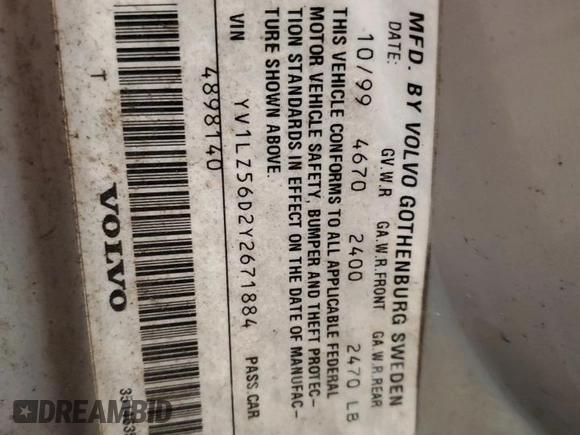 MFD. BY VOLVO GOTHENBURG SWEDEN
DATE: GV.W.R GA.W.R.FRONT GA.W.R.REAR
10/99 4670 2400 2470 LB
THIS VEHICLE CONFORMS TO ALL APPLICABLE FEDERAL
MOTOR VEHICLE SAFETY, BUMPER AND THEFT PROTEC-
TION STANDARDS IN EFFECT ON THE DATE OF MANUFAC-
TURE SHOWN ABOVE.
VIN YV1LZ56D2Y2671884 PASS CAR
4898140
T VOLVO
DREAMBID